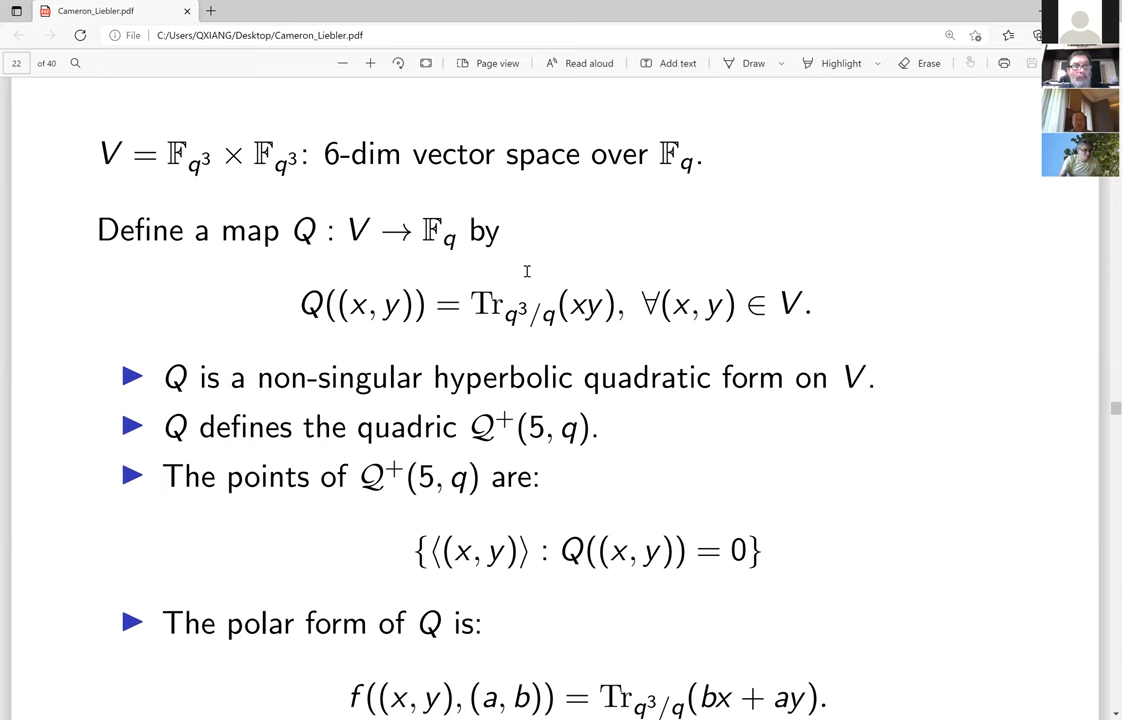 Cameron_Liebler.pdf
File C:/Users/QXIANG/Desktop/Cameron_Liebler.pdf
22 of 40 Page view Read aloud Add text Draw Highlight Erase
V = 𝔽_{q³} × 𝔽_{q³}: 6-dim vector space over 𝔽_q.
Define a map Q : V → 𝔽_q by
Q((x, y)) = Tr_{q³/q}(xy), ∀(x, y) ∈ V.
▶ Q is a non-singular hyperbolic quadratic form on V.
▶ Q defines the quadric 𝒬⁺(5, q).
▶ The points of 𝒬⁺(5, q) are:
{⟨(x, y)⟩ : Q((x, y)) = 0}
▶ The polar form of Q is:
f((x, y), (a, b)) = Tr_{q³/q}(bx + ay).